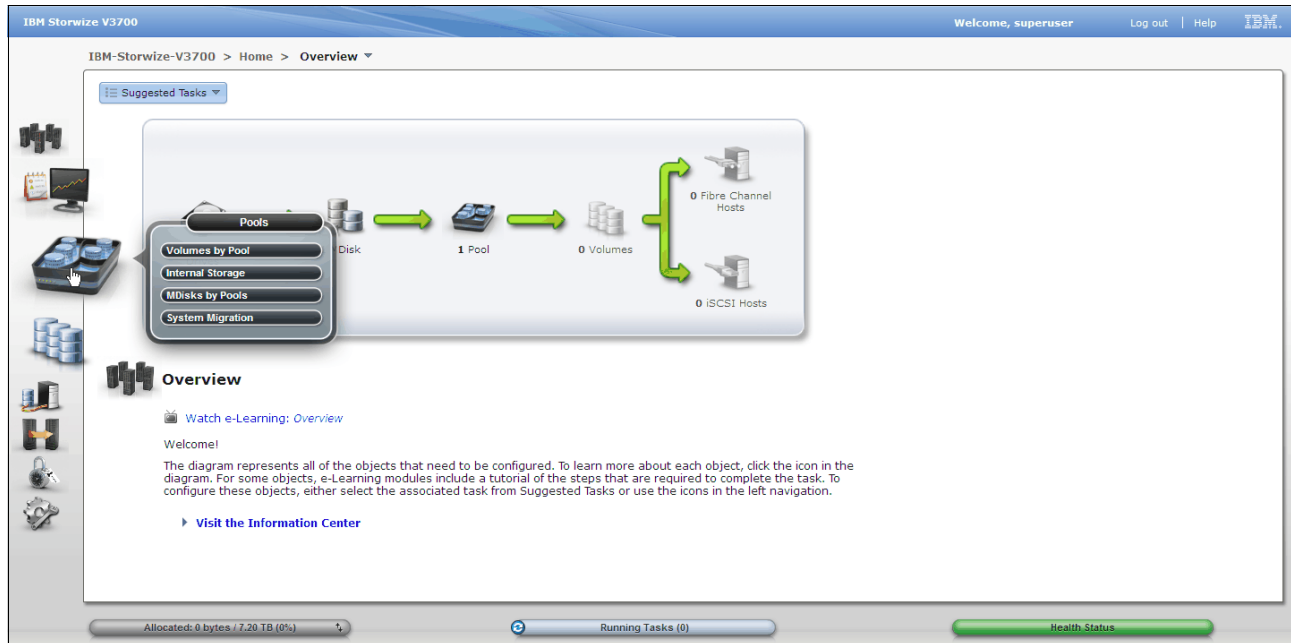 IBM Storwize V3700
Welcome, superuser
Log out | Help
IBM.
IBM-Storwize-V3700 > Home > Overview
Suggested Tasks
0 Fibre Channel
Hosts
Pools
Volumes by Pool
Internal Storage
MDisks by Pools
System Migration
Disk
1 Pool
0 Volumes
0 iSCSI Hosts
Overview
Watch e-Learning: Overview
Welcome!
The diagram represents all of the objects that need to be configured. To learn more about each object, click the icon in the
diagram. For some objects, e-Learning modules include a tutorial of the steps that are required to complete the task. To
configure these objects, either select the associated task from Suggested Tasks or use the icons in the left navigation.
Visit the Information Center
Allocated: 0 bytes / 7.20 TB (0%)
Running Tasks (0)
Health Status